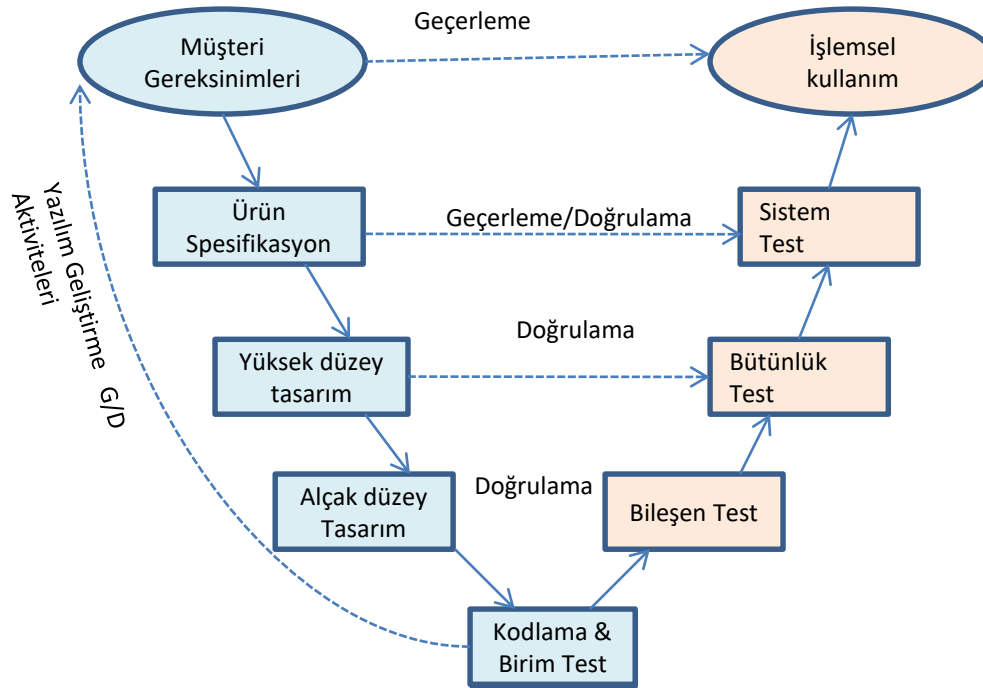 Geçerleme
Müşteri
Gereksinimleri
İşlemsel
kullanım
Ürün
Spesifikasyon
Geçerleme/Doğrulama
Sistem
Test
Yazılım Geliştirme G/D
Aktiviteleri
Doğrulama
Yüksek düzey
tasarım
Bütünlük
Test
Alçak düzey
Tasarım
Doğrulama
Bileşen Test
Kodlama &
Birim Test